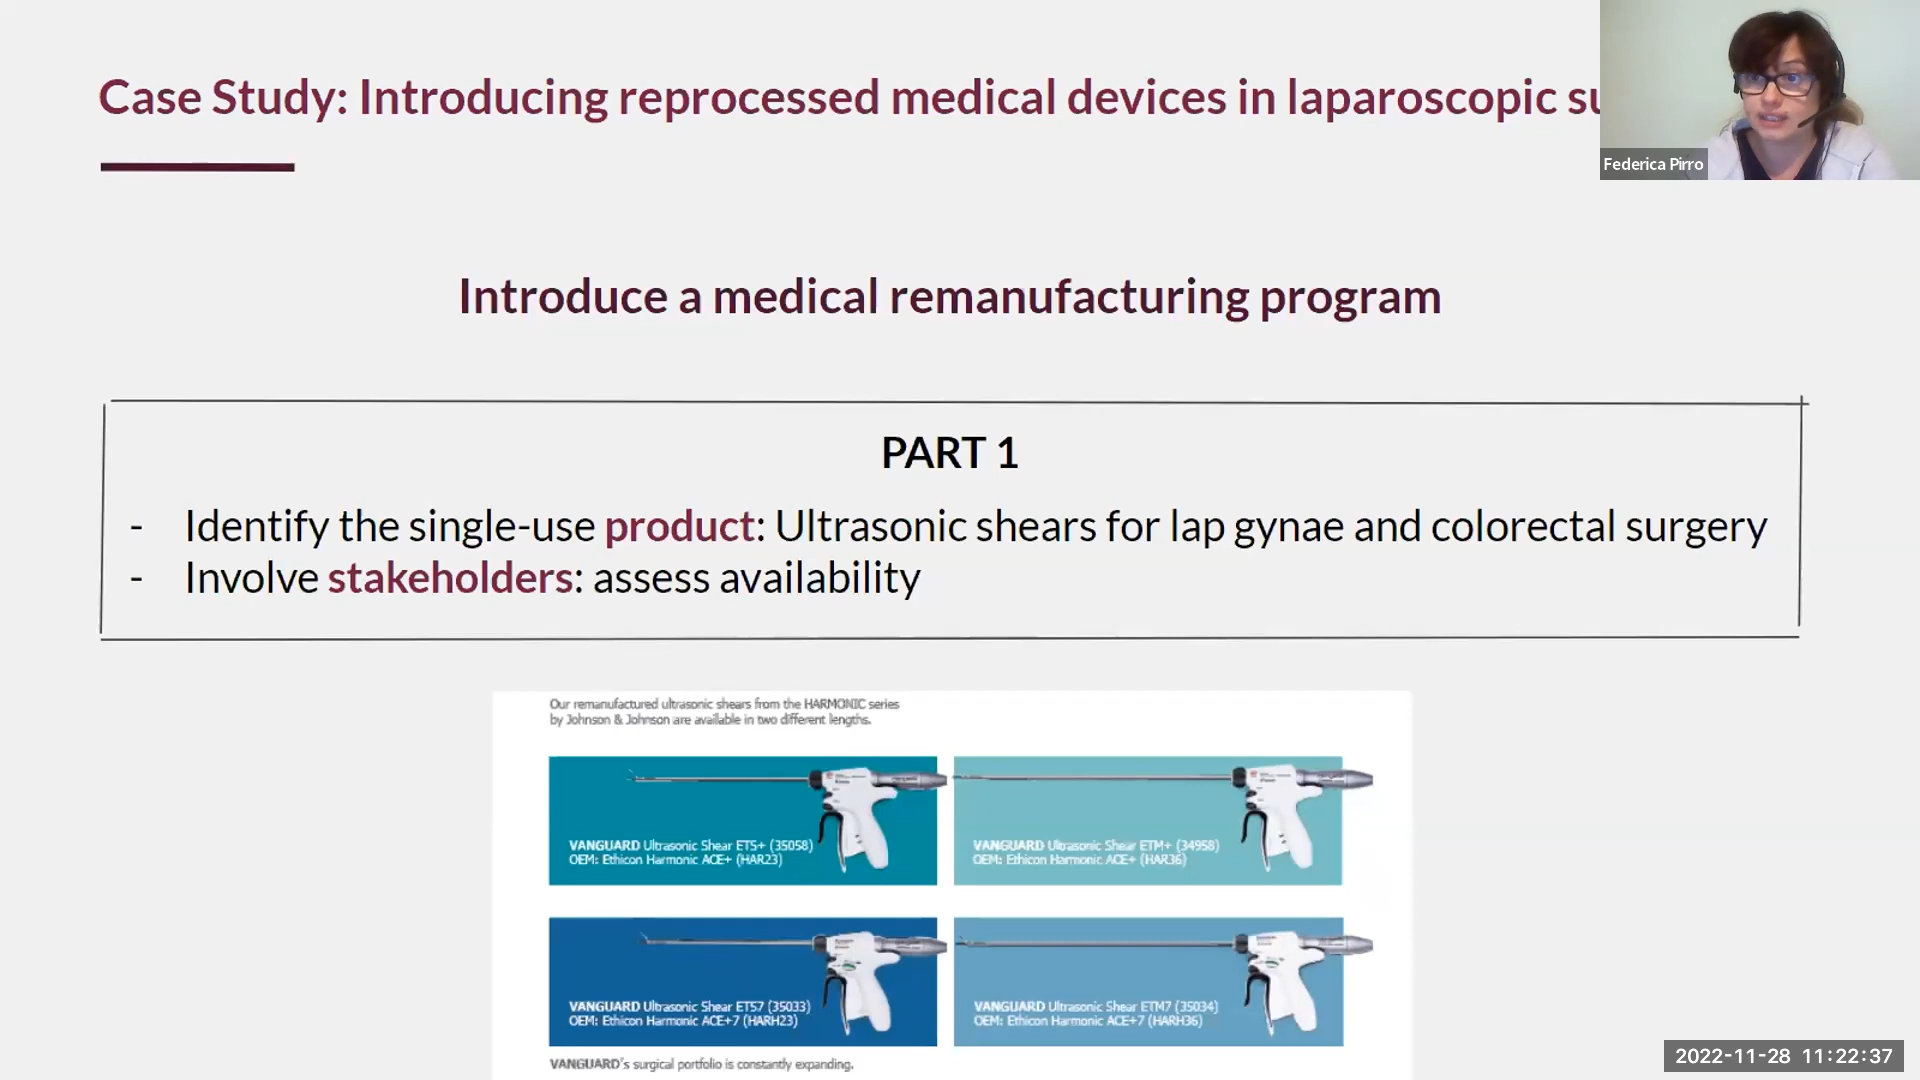 Case Study: Introducing reprocessed medical devices in laparoscopic su
Federica Pirro
Introduce a medical remanufacturing program
PART 1
- Identify the single-use product: Ultrasonic shears for lap gynae and colorectal surgery
- Involve stakeholders: assess availability
Our remanufactured ultrasonic shears from the HARMONIC series
by Johnson & Johnson are available in two different lengths.
VANGUARD Ultrasonic Shear ETS+ (35058)
OEM: Ethicon Harmonic ACE+ (HAR23)
VANGUARD Ultrasonic Shear ETM+ (34958)
OEM: Ethicon Harmonic ACE+ (HAR36)
VANGUARD Ultrasonic Shear ETS7 (35033)
OEM: Ethicon Harmonic ACE+7 (HARH23)
VANGUARD Ultrasonic Shear ETM7 (35034)
OEM: Ethicon Harmonic ACE+7 (HARH36)
VANGUARD's surgical portfolio is constantly expanding.
2022-11-28 11:22:37